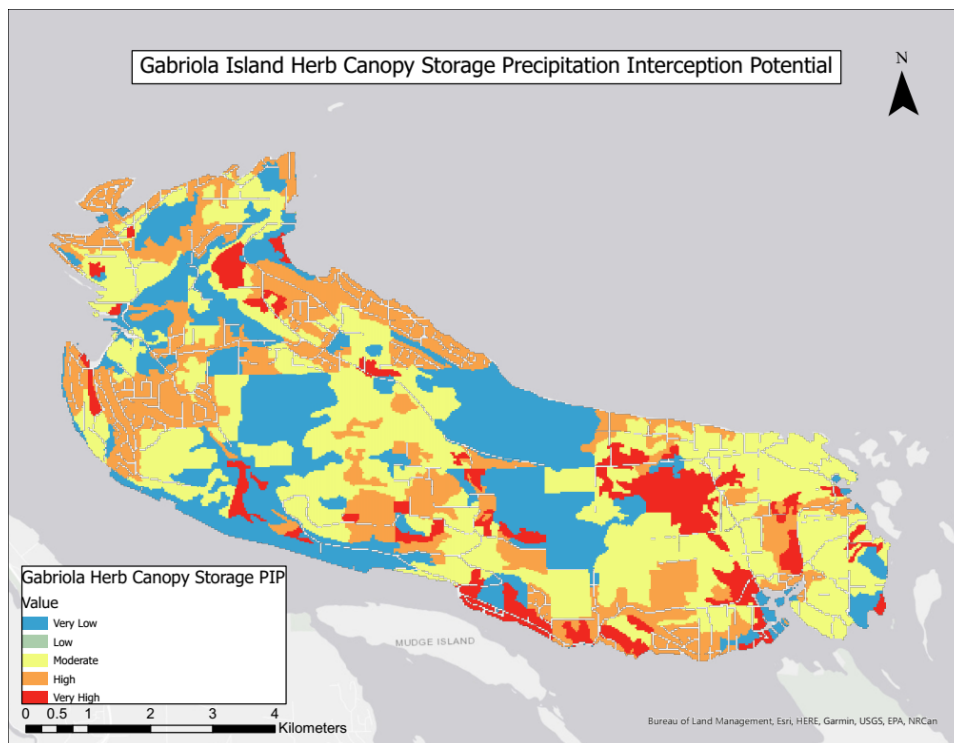 Gabriola Island Herb Canopy Storage Precipitation Interception Potential
N
Gabriola Herb Canopy Storage PIP
Value
Very Low
Low
Moderate
High
Very High
MUDGE ISLAND
0 0.5 1 2 3 4
Kilometers
Bureau of Land Management, Esri, HERE, Garmin, USGS, EPA, NRCan